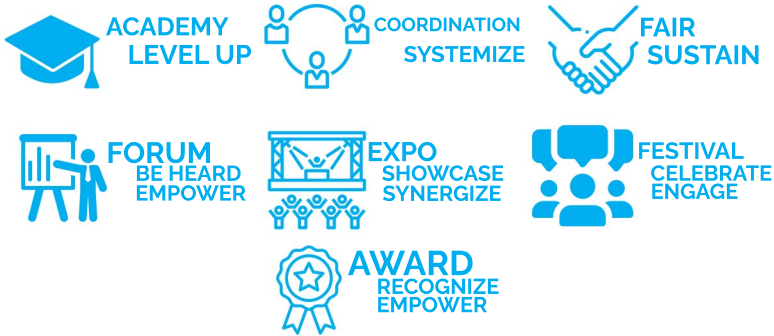 ACADEMY
LEVEL UP
COORDINATION
SYSTEMIZE
FAIR
SUSTAIN
FORUM
BE HEARD
EMPOWER
EXPO
SHOWCASE
SYNERGIZE
FESTIVAL
CELEBRATE
ENGAGE
AWARD
RECOGNIZE
EMPOWER